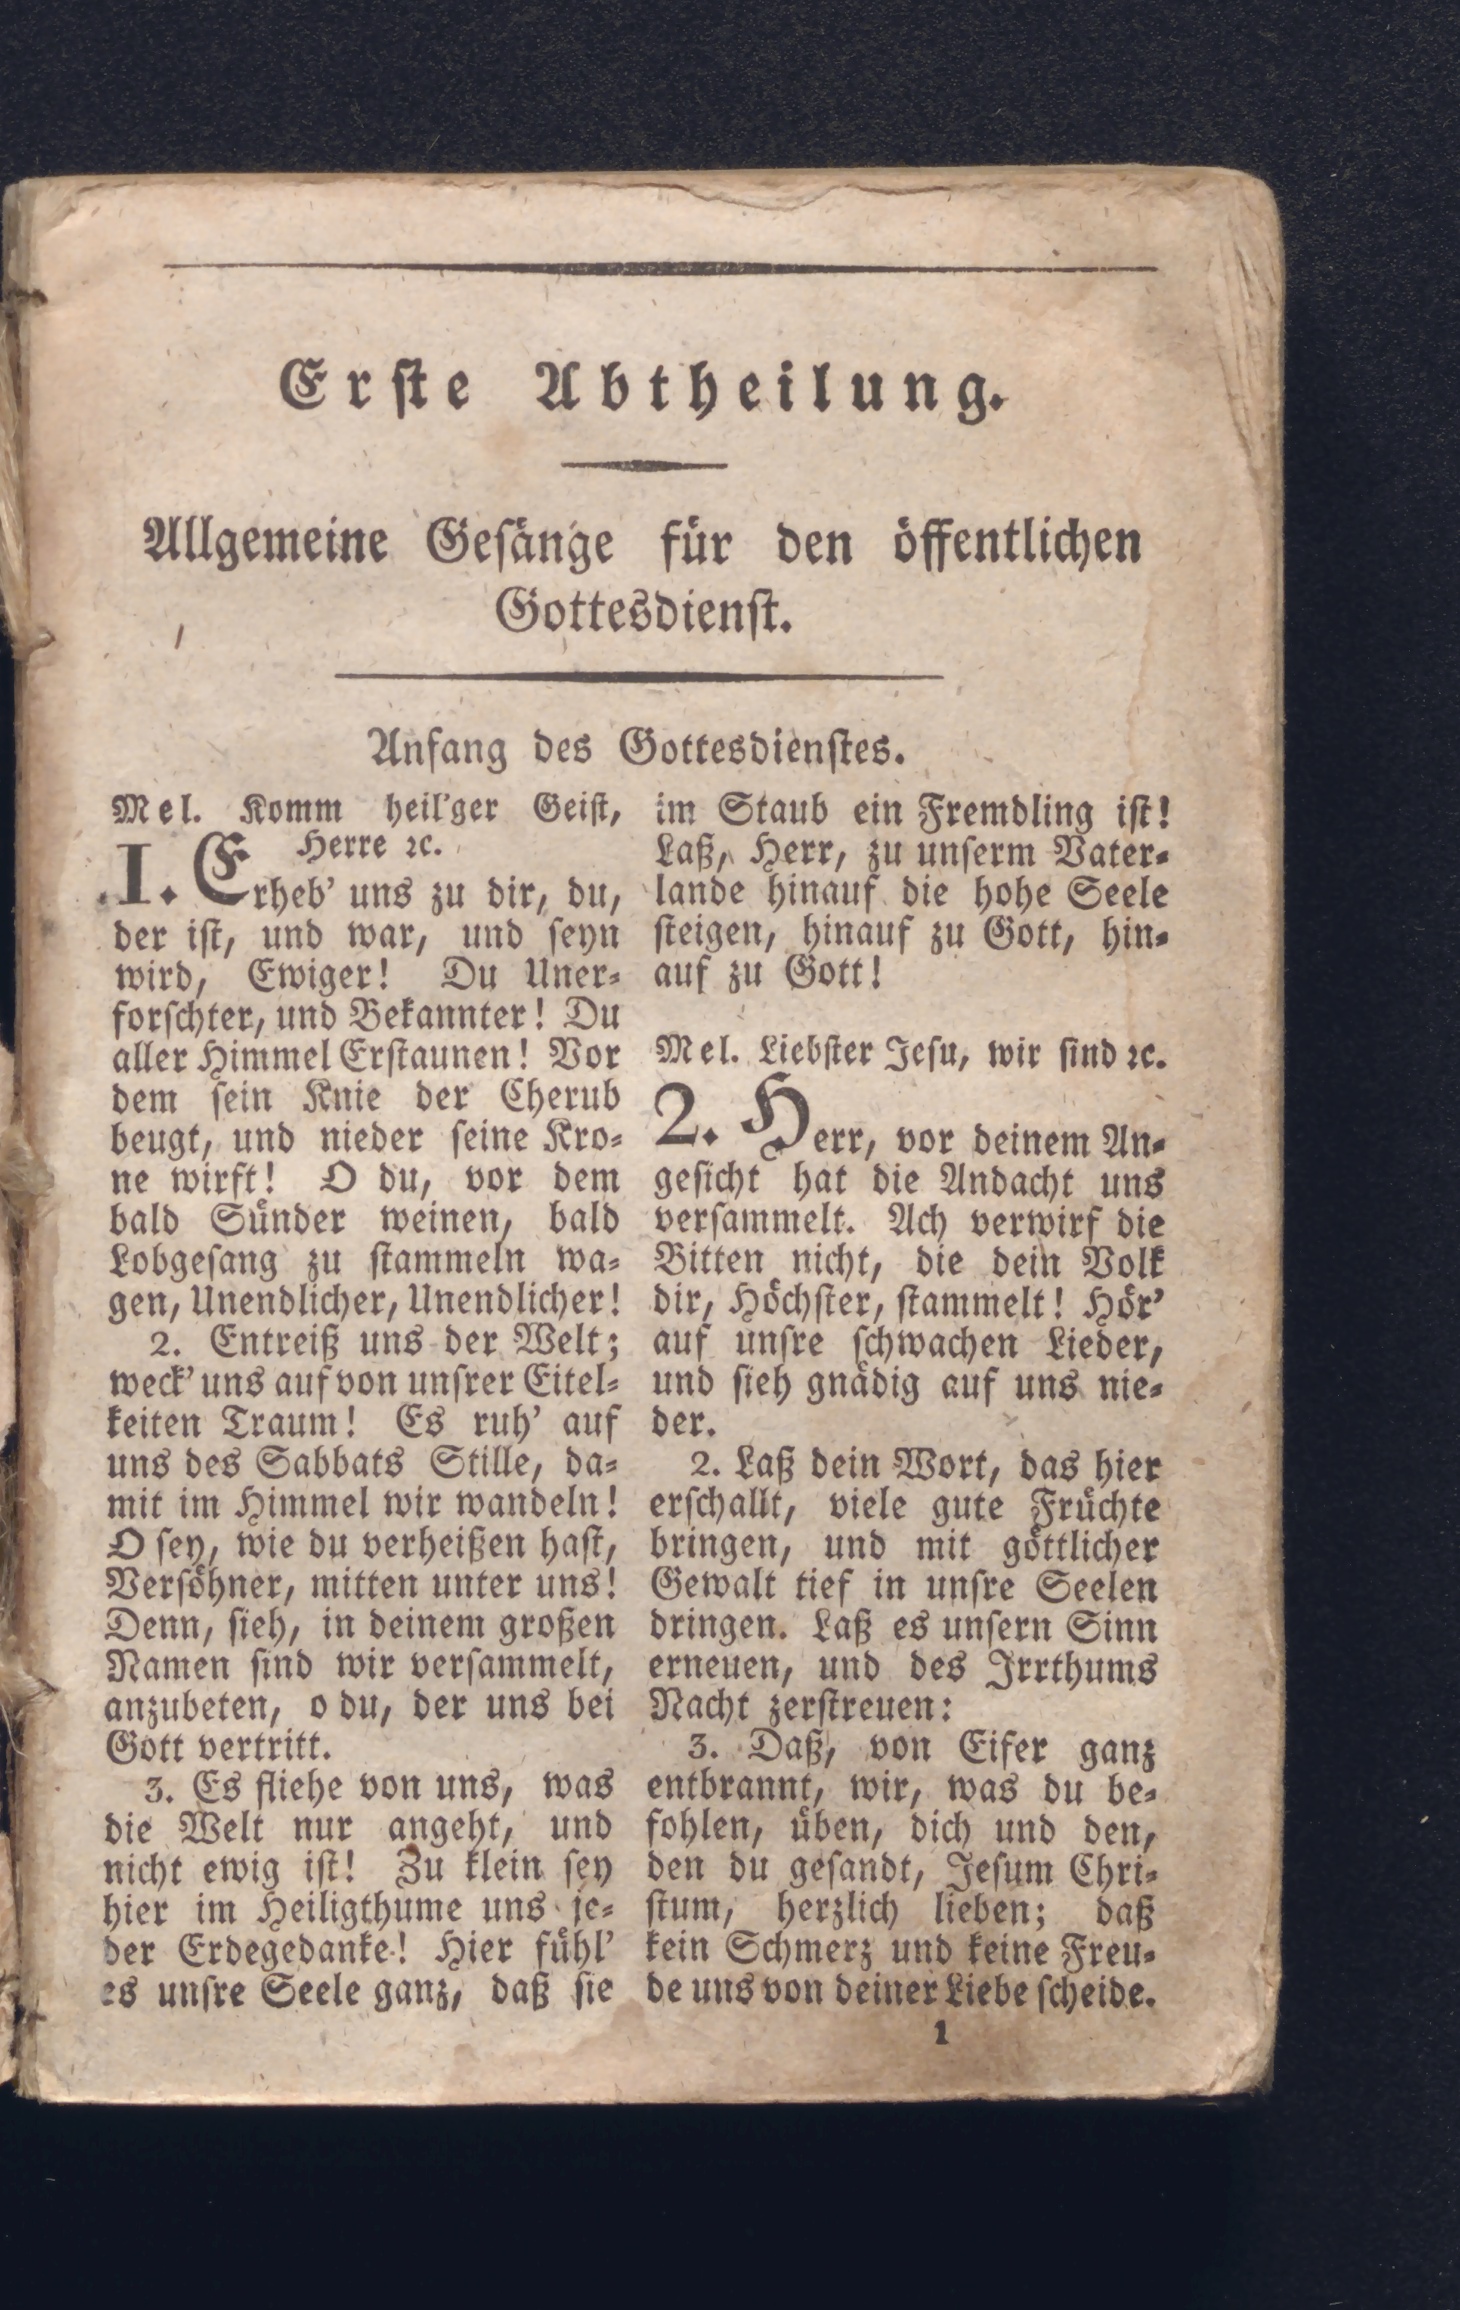 Erste Abtheilung.
Allgemeine Gesänge für den öffentlichen
Gottesdienst.
Anfang des Gottesdienstes.
Mel. Komm heil'ger Geist,
Herre ꝛc.
1. Erheb' uns zu dir, du,
der ist, und war, und seyn
wird, Ewiger! Du Uner-
forschter, und Bekannter! Du
aller Himmel Erstaunen! Vor
dem sein Knie der Cherub
beugt, und nieder seine Kro-
ne wirft! O du, vor dem
bald Sünder weinen, bald
Lobgesang zu stammeln wa-
gen, Unendlicher, Unendlicher!
2. Entreiß uns der Welt;
weck' uns auf von unsrer Eitel-
keiten Traum! Es ruh' auf
uns des Sabbats Stille, da-
mit im Himmel wir wandeln!
O sey, wie du verheißen hast,
Versöhner, mitten unter uns!
Denn, sieh, in deinem großen
Namen sind wir versammelt,
anzubeten, o du, der uns bei
Gott vertritt.
3. Es fliehe von uns, was
die Welt nur angeht, und
nicht ewig ist! Zu klein sey
hier im Heiligthume uns je-
der Erdegedanke! Hier fühl'
es unsre Seele ganz, daß sie
im Staub ein Fremdling ist!
Laß, Herr, zu unserm Vater-
lande hinauf die hohe Seele
steigen, hinauf zu Gott, hin-
auf zu Gott!
Mel. Liebster Jesu, wir sind ꝛc.
2. Herr, vor deinem An-
gesicht hat die Andacht uns
versammelt. Ach verwirf die
Bitten nicht, die dein Volk
dir, Höchster, stammelt! Hör'
auf unsre schwachen Lieder,
und sieh gnädig auf uns nie-
der.
2. Laß dein Wort, das hier
erschallt, viele gute Früchte
bringen, und mit göttlicher
Gewalt tief in unsre Seelen
dringen. Laß es unsern Sinn
erneuen, und des Irrthums
Nacht zerstreuen:
3. Daß, von Eifer ganz
entbrannt, wir, was du be-
fohlen, üben, dich und den,
den du gesandt, Jesum Chri-
stum, herzlich lieben; daß
kein Schmerz und keine Freu-
de uns von deiner Liebe scheide.
1